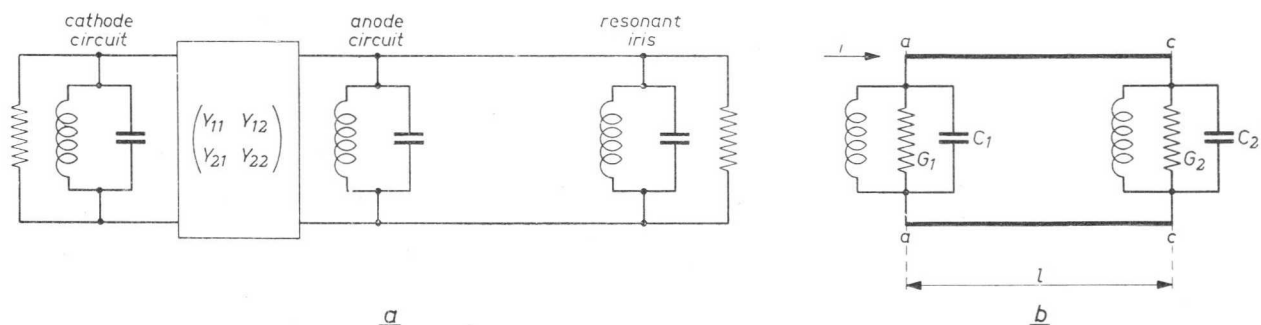 cathode
circuit
anode
circuit
resonant
iris
Y11 Y12
Y21 Y22
a
i
a
c
G1
C1
G2
C2
a
c
l
b